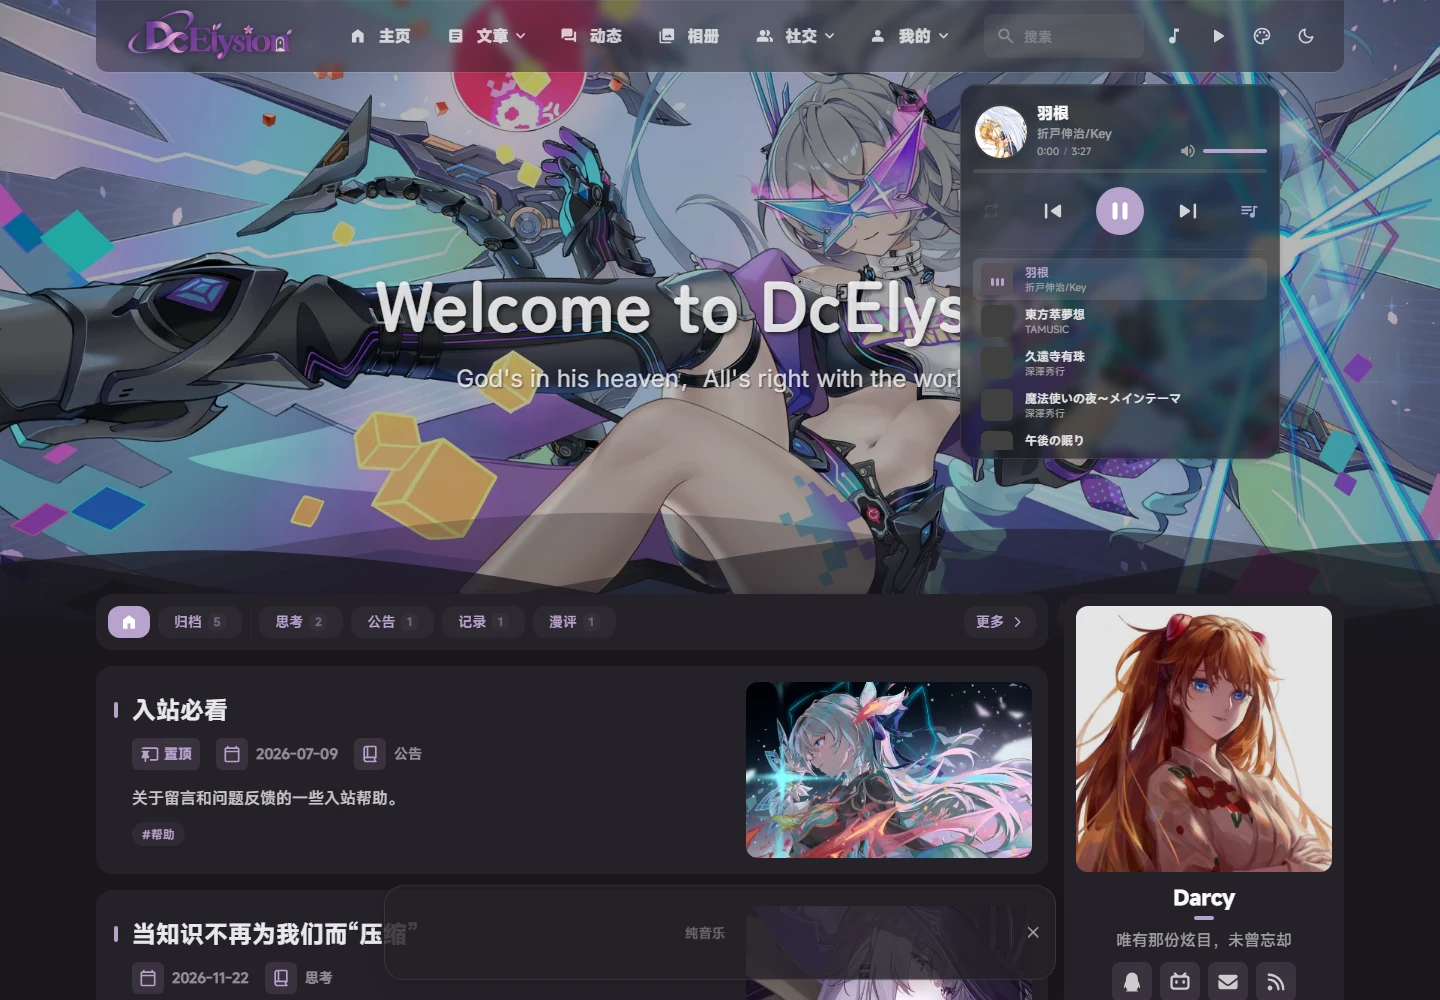 DcElysion
主页
文章
动态
相册
社交
我的
搜索
羽根
折戸伸治/Key
0:00 / 3:27
羽根
折戸伸治/Key
東方萃夢想
TAMUSIC
久遠寺有珠
深澤秀行
魔法使いの夜～メインテーマ
深澤秀行
午後の眠り
Welcome to DcElys
God's in his heaven, All's right with the worl
归档 5
思考 2
公告 1
记录 1
漫评 1
更多
入站必看
置顶
2026-07-09
公告
关于留言和问题反馈的一些入站帮助。
#帮助
当知识不再为我们而“压缩”
2026-11-22
思考
纯音乐
Darcy
唯有那份炫目，未曾忘却